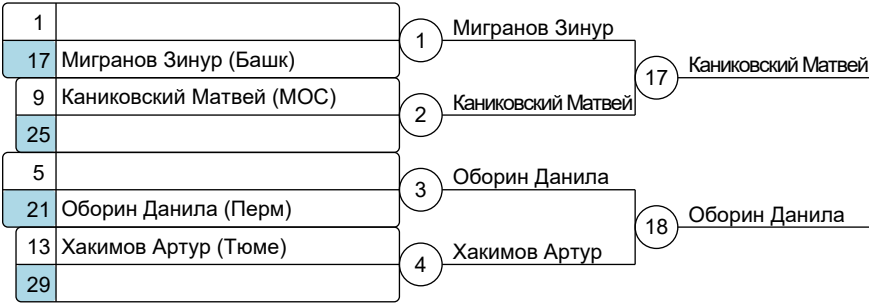 1
17 Мигранов Зинур (Башк)
9 Каниковский Матвей (МОС)
25
5
21 Оборин Данила (Перм)
13 Хакимов Артур (Тюме)
29
1 Мигранов Зинур
2 Каниковский Матвей
3 Оборин Данила
4 Хакимов Артур
17 Каниковский Матвей
18 Оборин Данила